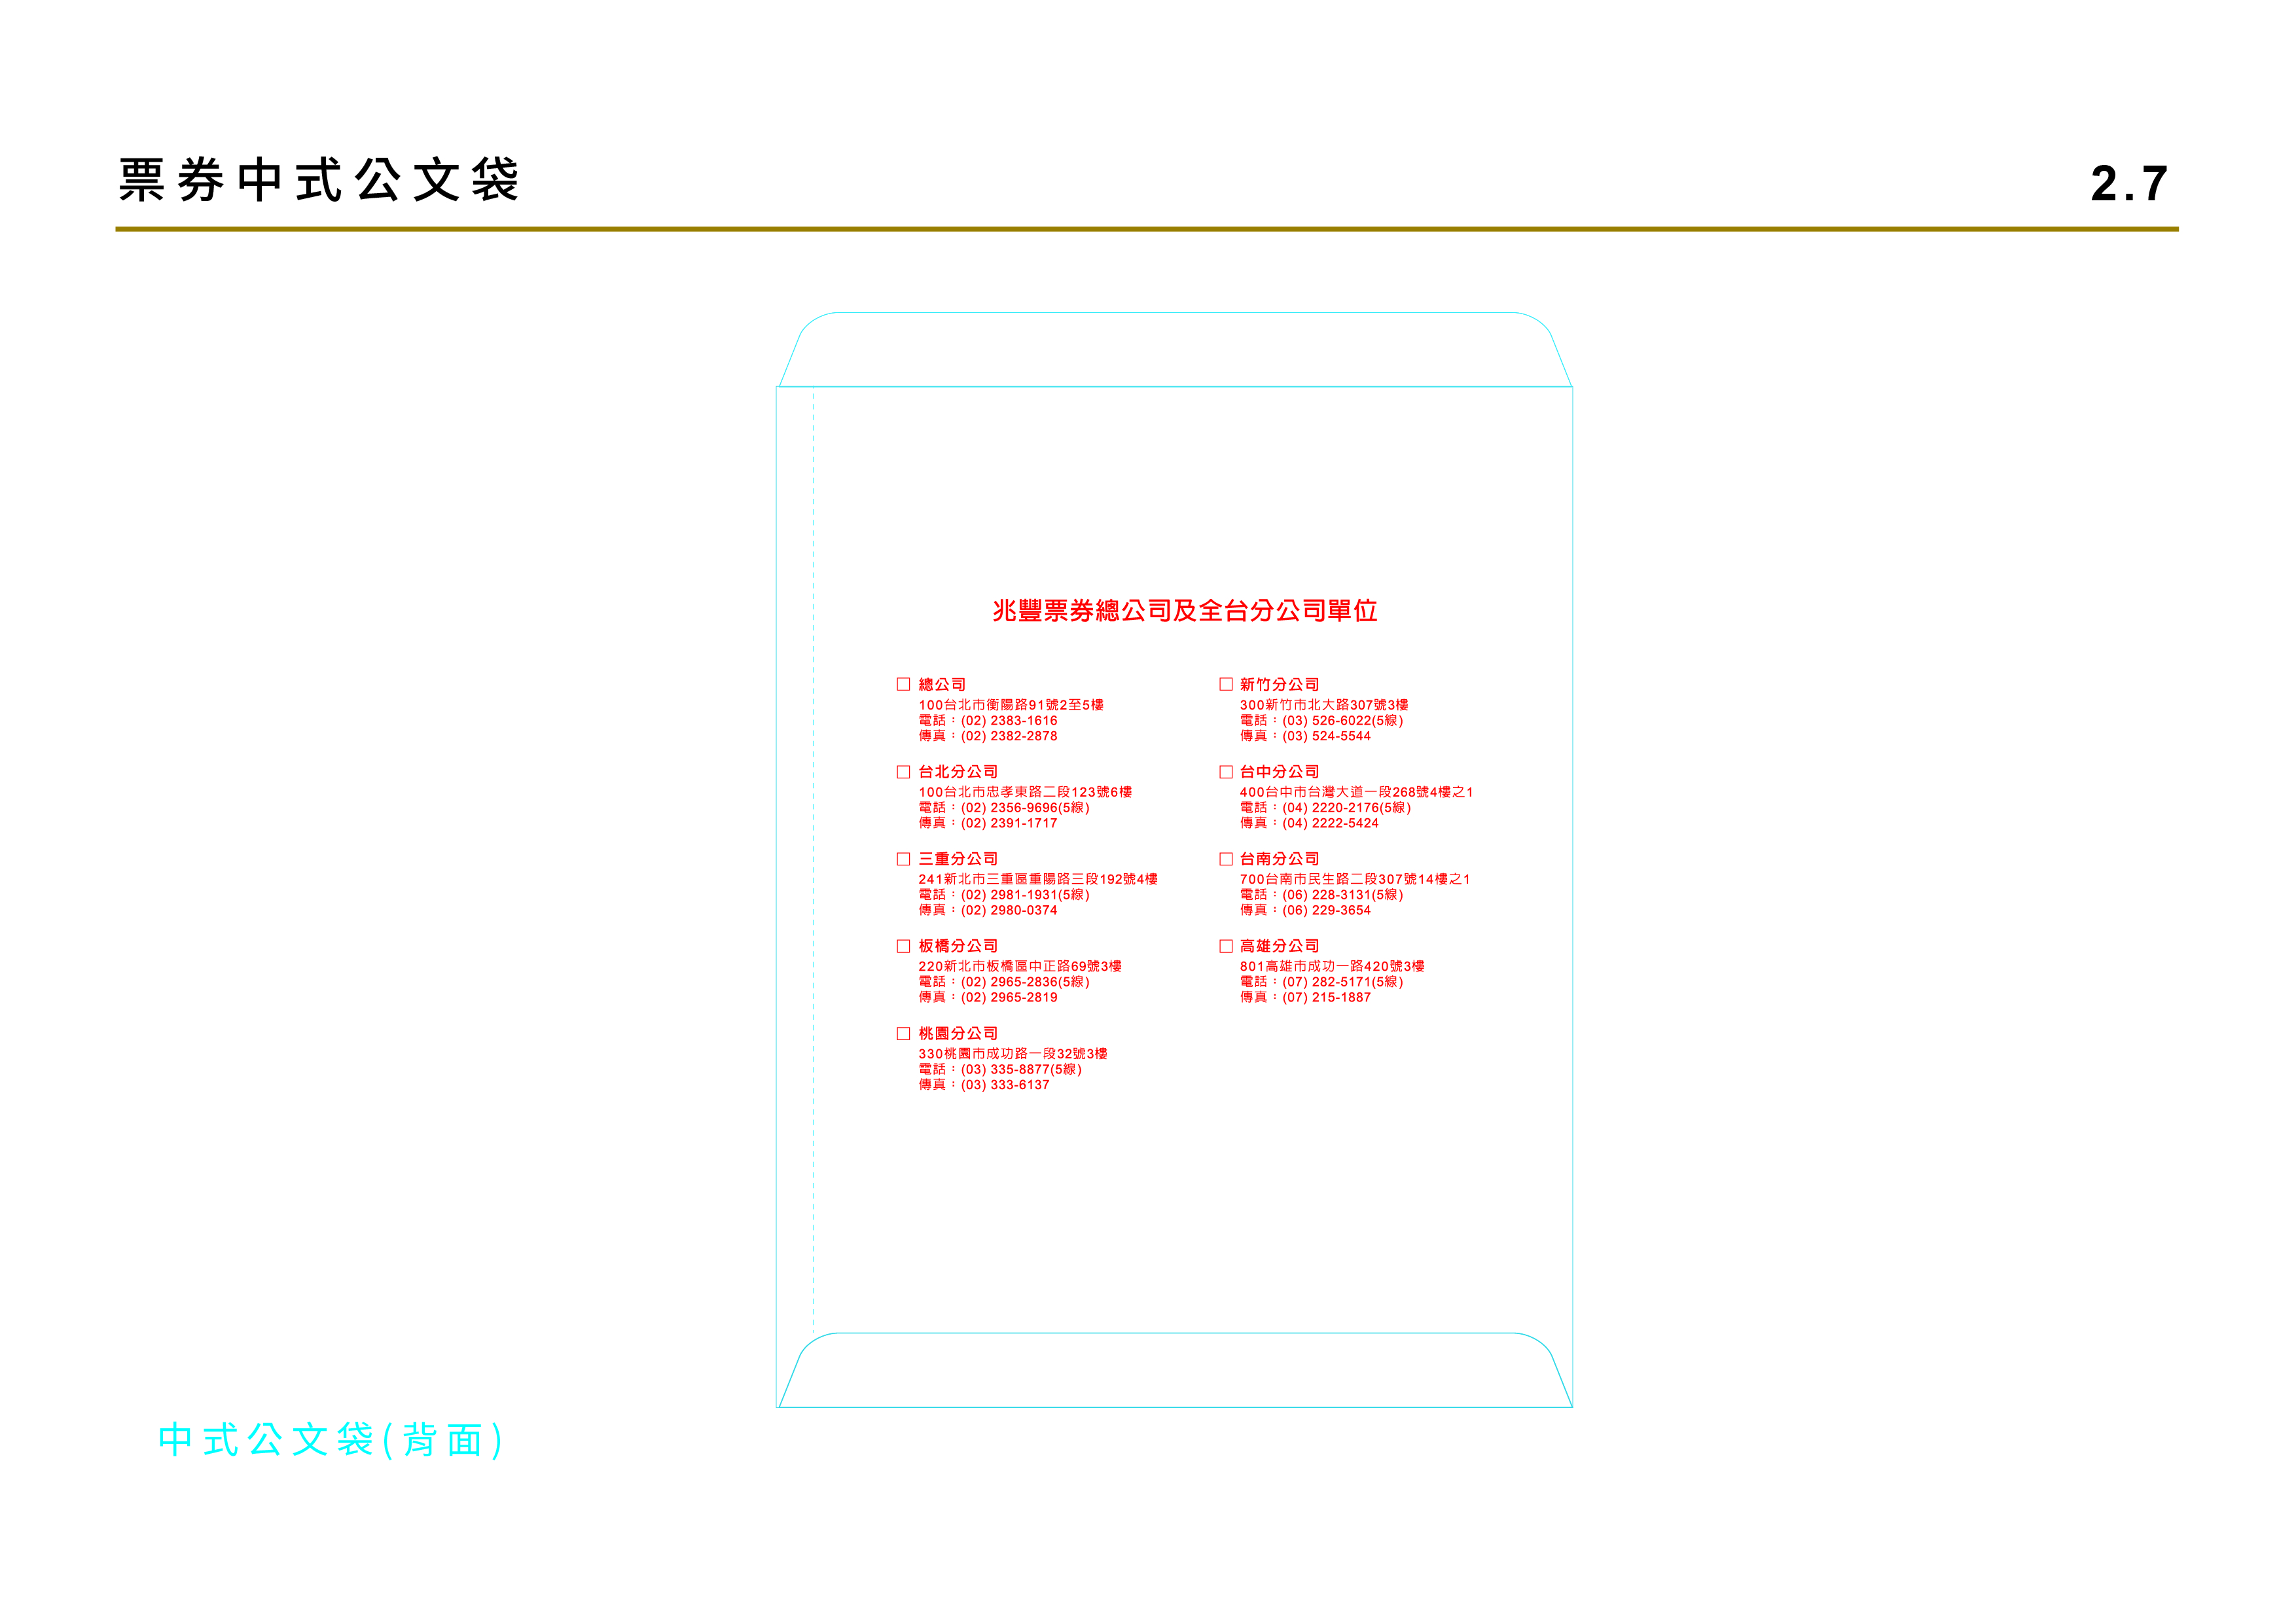 票券中式公文袋
2.7
兆豐票券總公司及全台分公司單位
□ 總公司
100台北市衡陽路91號2至5樓
電話：(02) 2383-1616
傳真：(02) 2382-2878
□ 台北分公司
100台北市忠孝東路二段123號6樓
電話：(02) 2356-9696(5線)
傳真：(02) 2391-1717
□ 三重分公司
241新北市三重區重陽路三段192號4樓
電話：(02) 2981-1931(5線)
傳真：(02) 2980-0374
□ 板橋分公司
220新北市板橋區中正路69號3樓
電話：(02) 2965-2836(5線)
傳真：(02) 2965-2819
□ 桃園分公司
330桃園市成功路一段32號3樓
電話：(03) 335-8877(5線)
傳真：(03) 333-6137
□ 新竹分公司
300新竹市北大路307號3樓
電話：(03) 526-6022(5線)
傳真：(03) 524-5544
□ 台中分公司
400台中市台灣大道一段268號4樓之1
電話：(04) 2220-2176(5線)
傳真：(04) 2222-5424
□ 台南分公司
700台南市民生路二段307號14樓之1
電話：(06) 228-3131(5線)
傳真：(06) 229-3654
□ 高雄分公司
801高雄市成功一路420號3樓
電話：(07) 282-5171(5線)
傳真：(07) 215-1887
中式公文袋(背面)